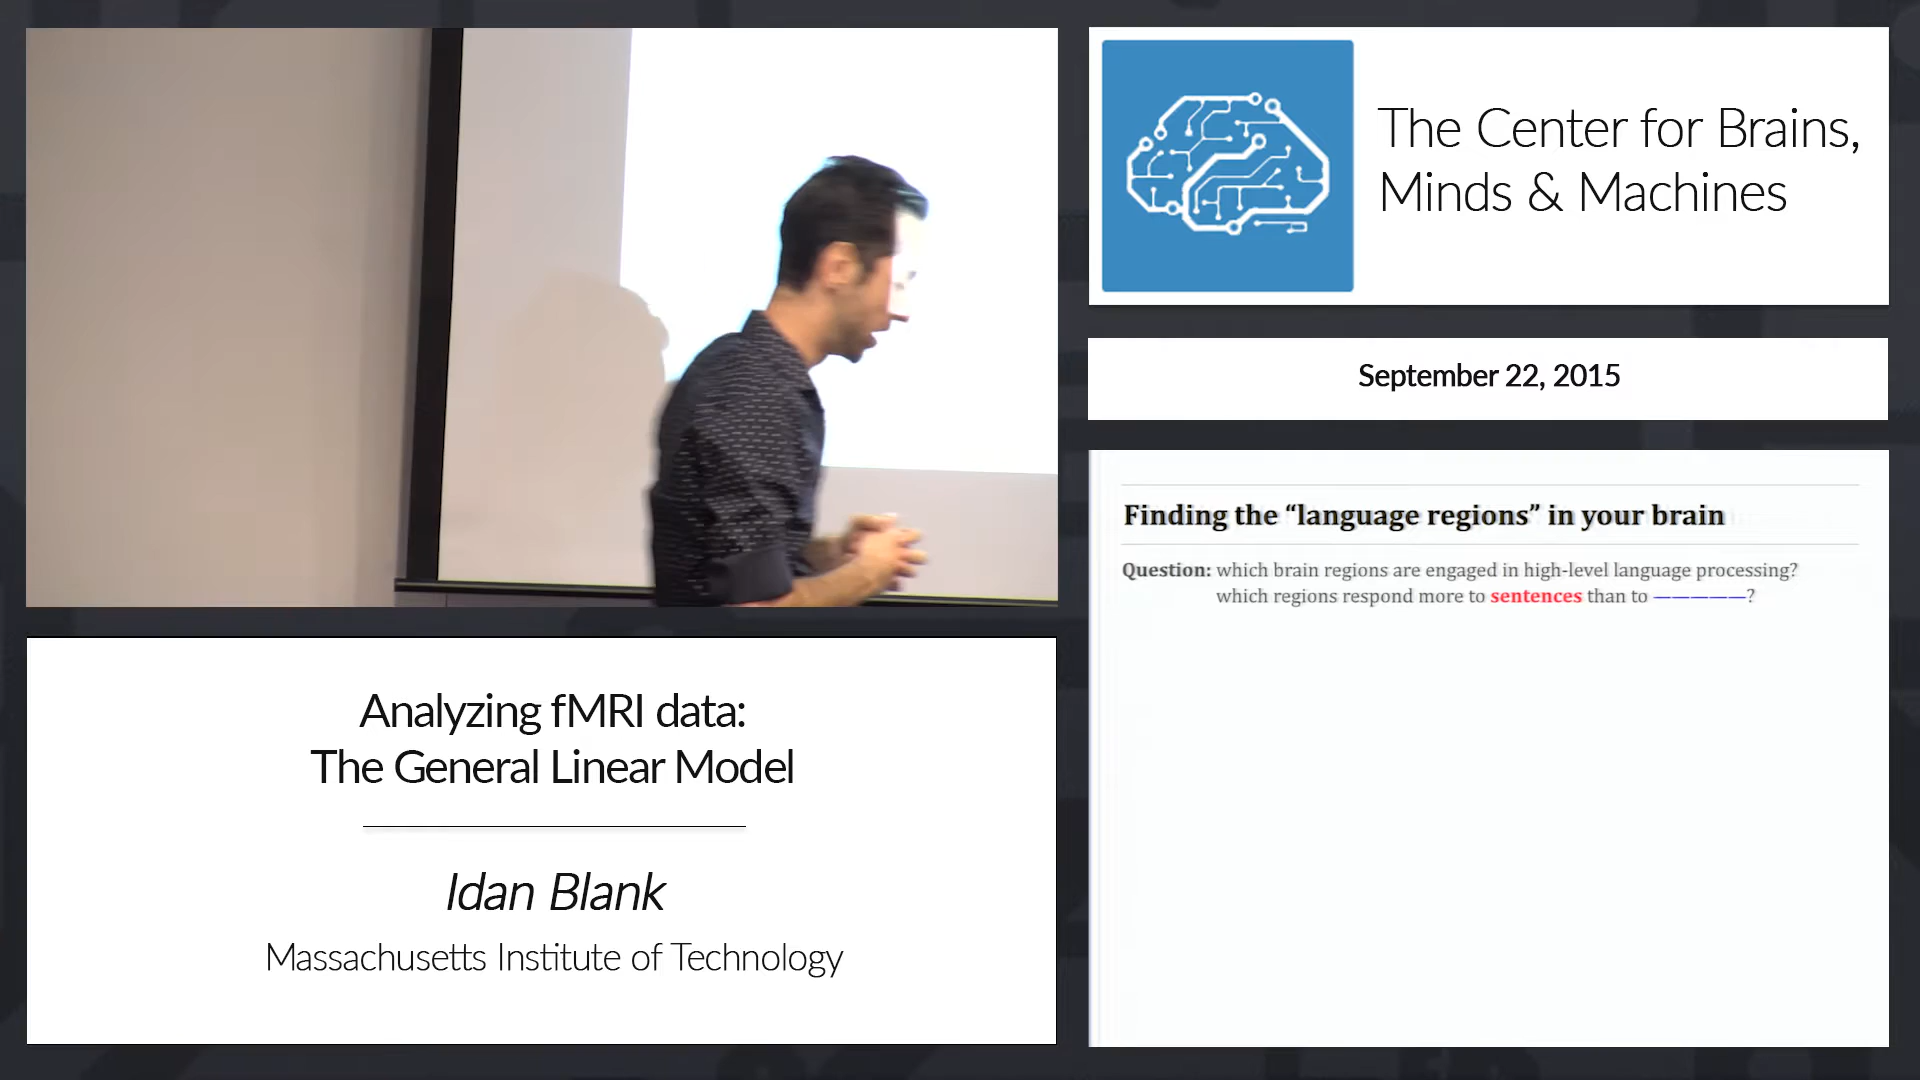 The Center for Brains,
Minds & Machines
September 22, 2015
Finding the “language regions” in your brain
Question: which brain regions are engaged in high-level language processing?
which regions respond more to sentences than to —————?
Analyzing fMRI data:
The General Linear Model
Idan Blank
Massachusetts Institute of Technology